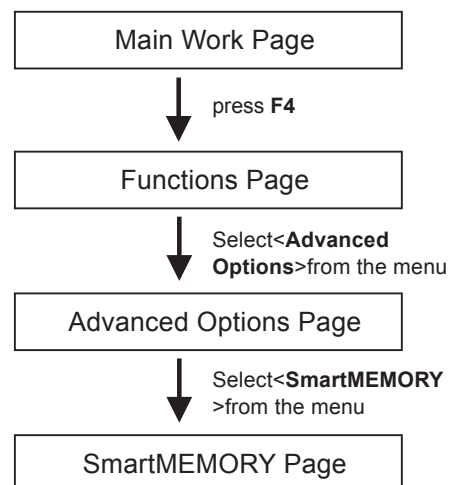 Main Work Page
press F4
Functions Page
Select<Advanced
Options>from the menu
Advanced Options Page
Select<SmartMEMORY
>from the menu
SmartMEMORY Page